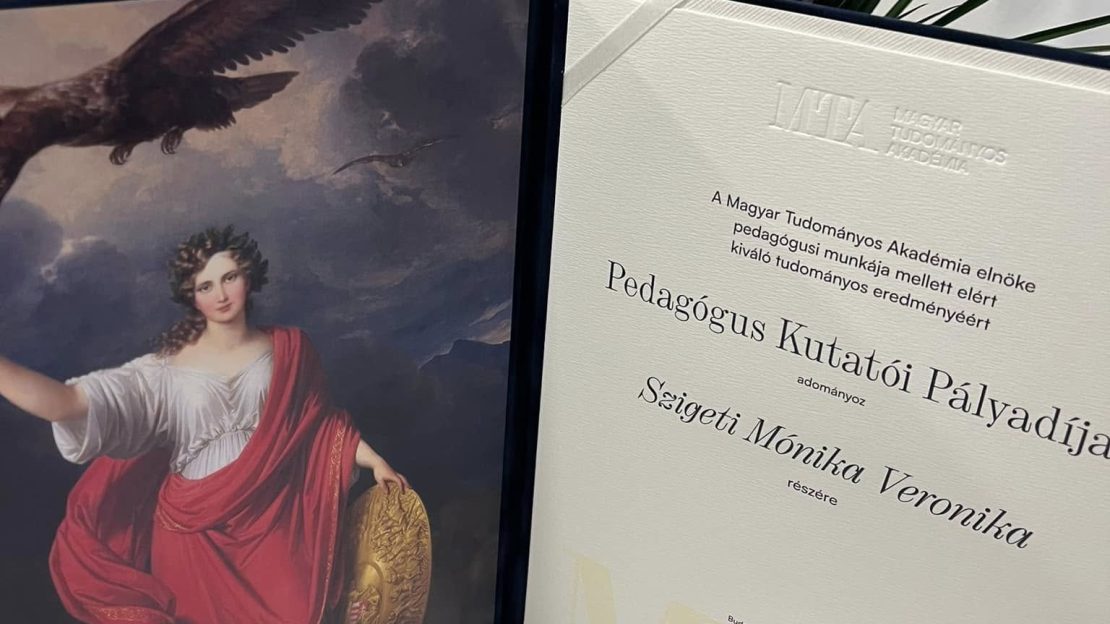 MTA MAGYAR
TUDOMÁNYOS
AKADÉMIA
A Magyar Tudományos Akadémia elnöke
pedagógusi munkája mellett elért
kiváló tudományos eredményéért
Pedagógus Kutatói Pályadíja
adományoz
Szigeti Mónika Veronika
részére